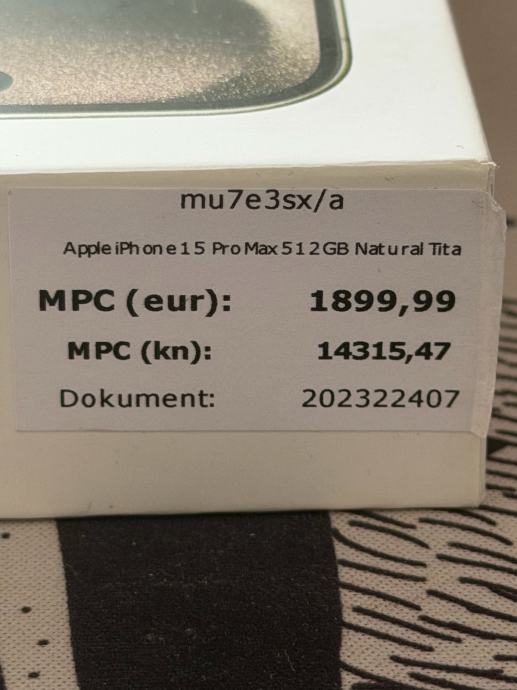 mu7e3sx/a
Apple iPhone 15 Pro Max 512GB Natural Tita
MPC (eur): 1899,99
MPC (kn): 14315,47
Dokument: 202322407